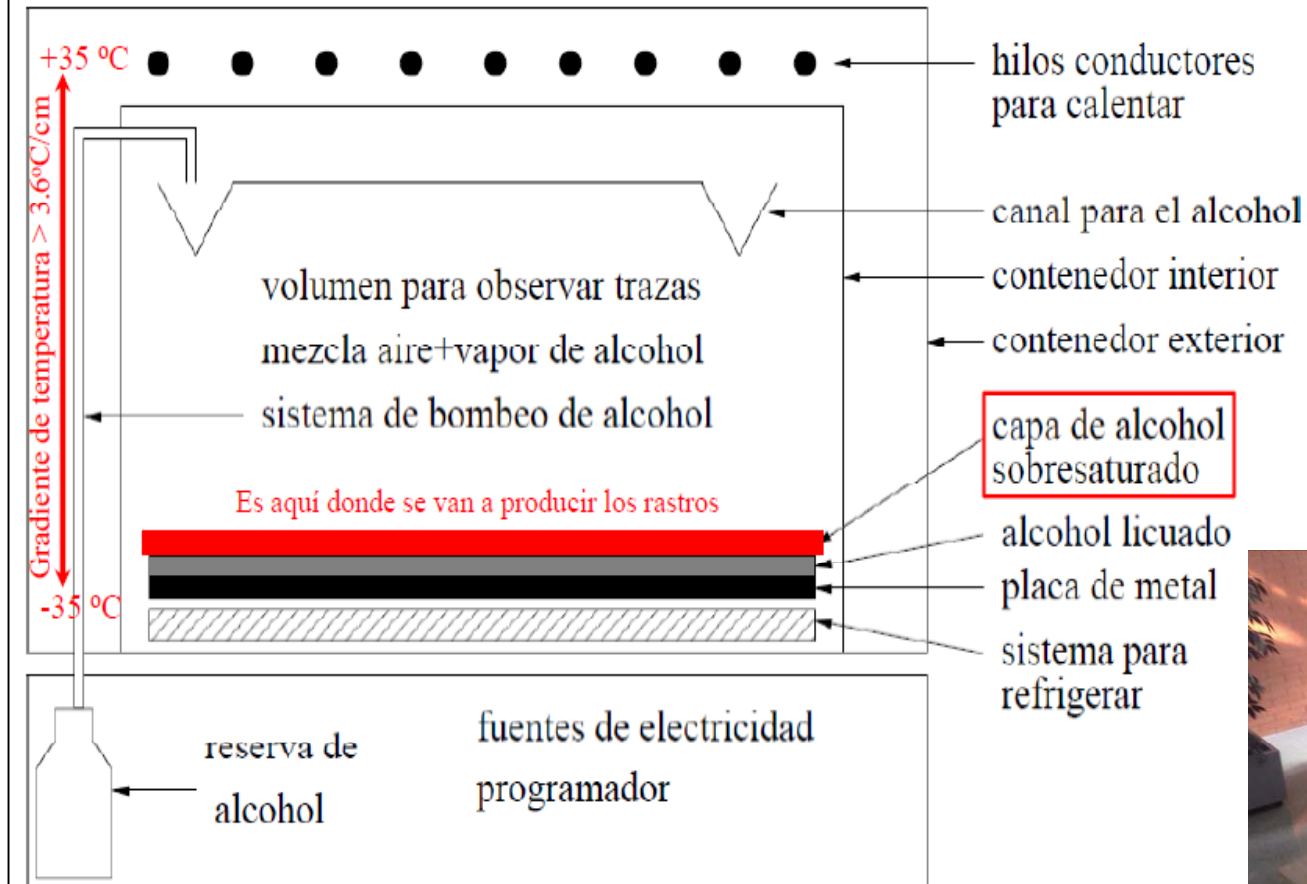 +35 ºC
hilos conductores
para calentar
Gradiente de temperatura > 3.6ºC/cm
canal para el alcohol
contenedor interior
volumen para observar trazas
contenedor exterior
mezcla aire+vapor de alcohol
sistema de bombeo de alcohol
capa de alcohol
sobresaturado
Es aquí donde se van a producir los rastros
alcohol licuado
placa de metal
-35 ºC
sistema para
refrigerar
fuentes de electricidad
programador
reserva de
alcohol